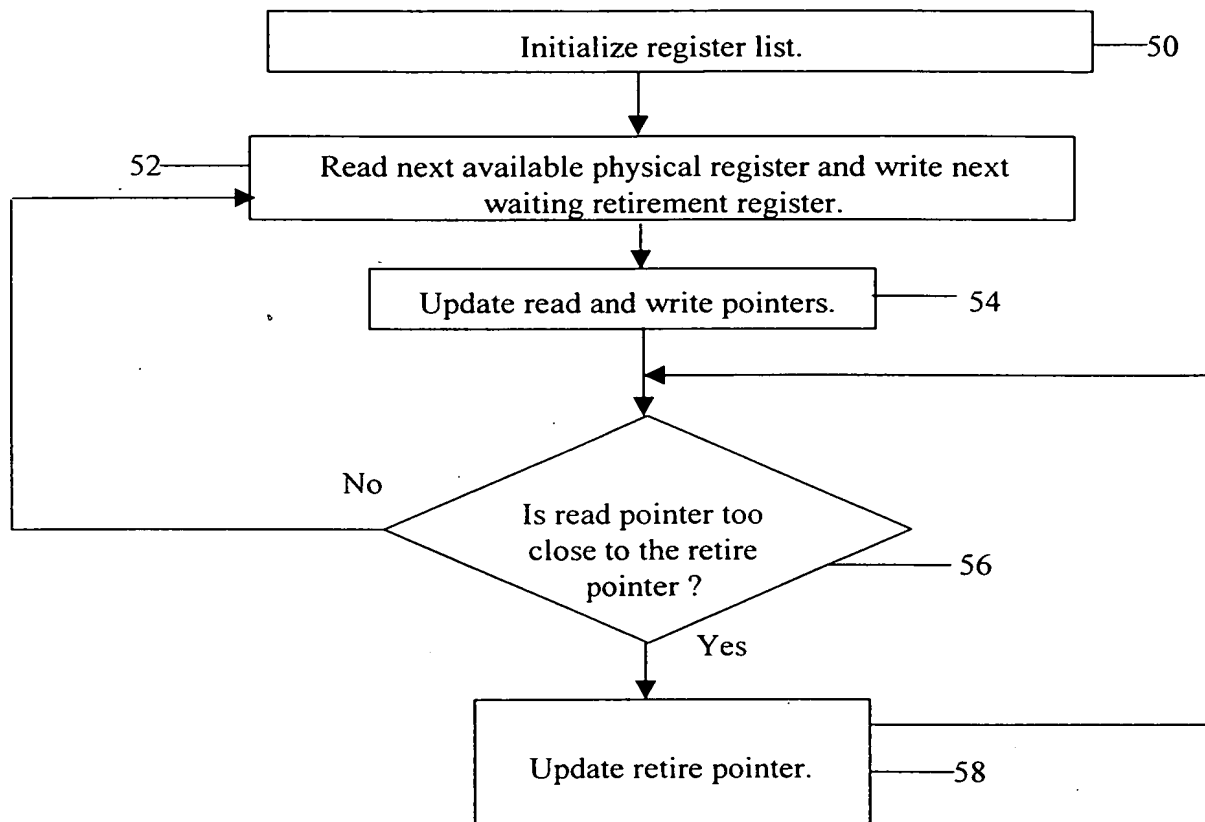 Initialize register list.
50
52
Read next available physical register and write next
waiting retirement register.
Update read and write pointers.
54
No
Is read pointer too
close to the retire
pointer ?
56
Yes
Update retire pointer.
58